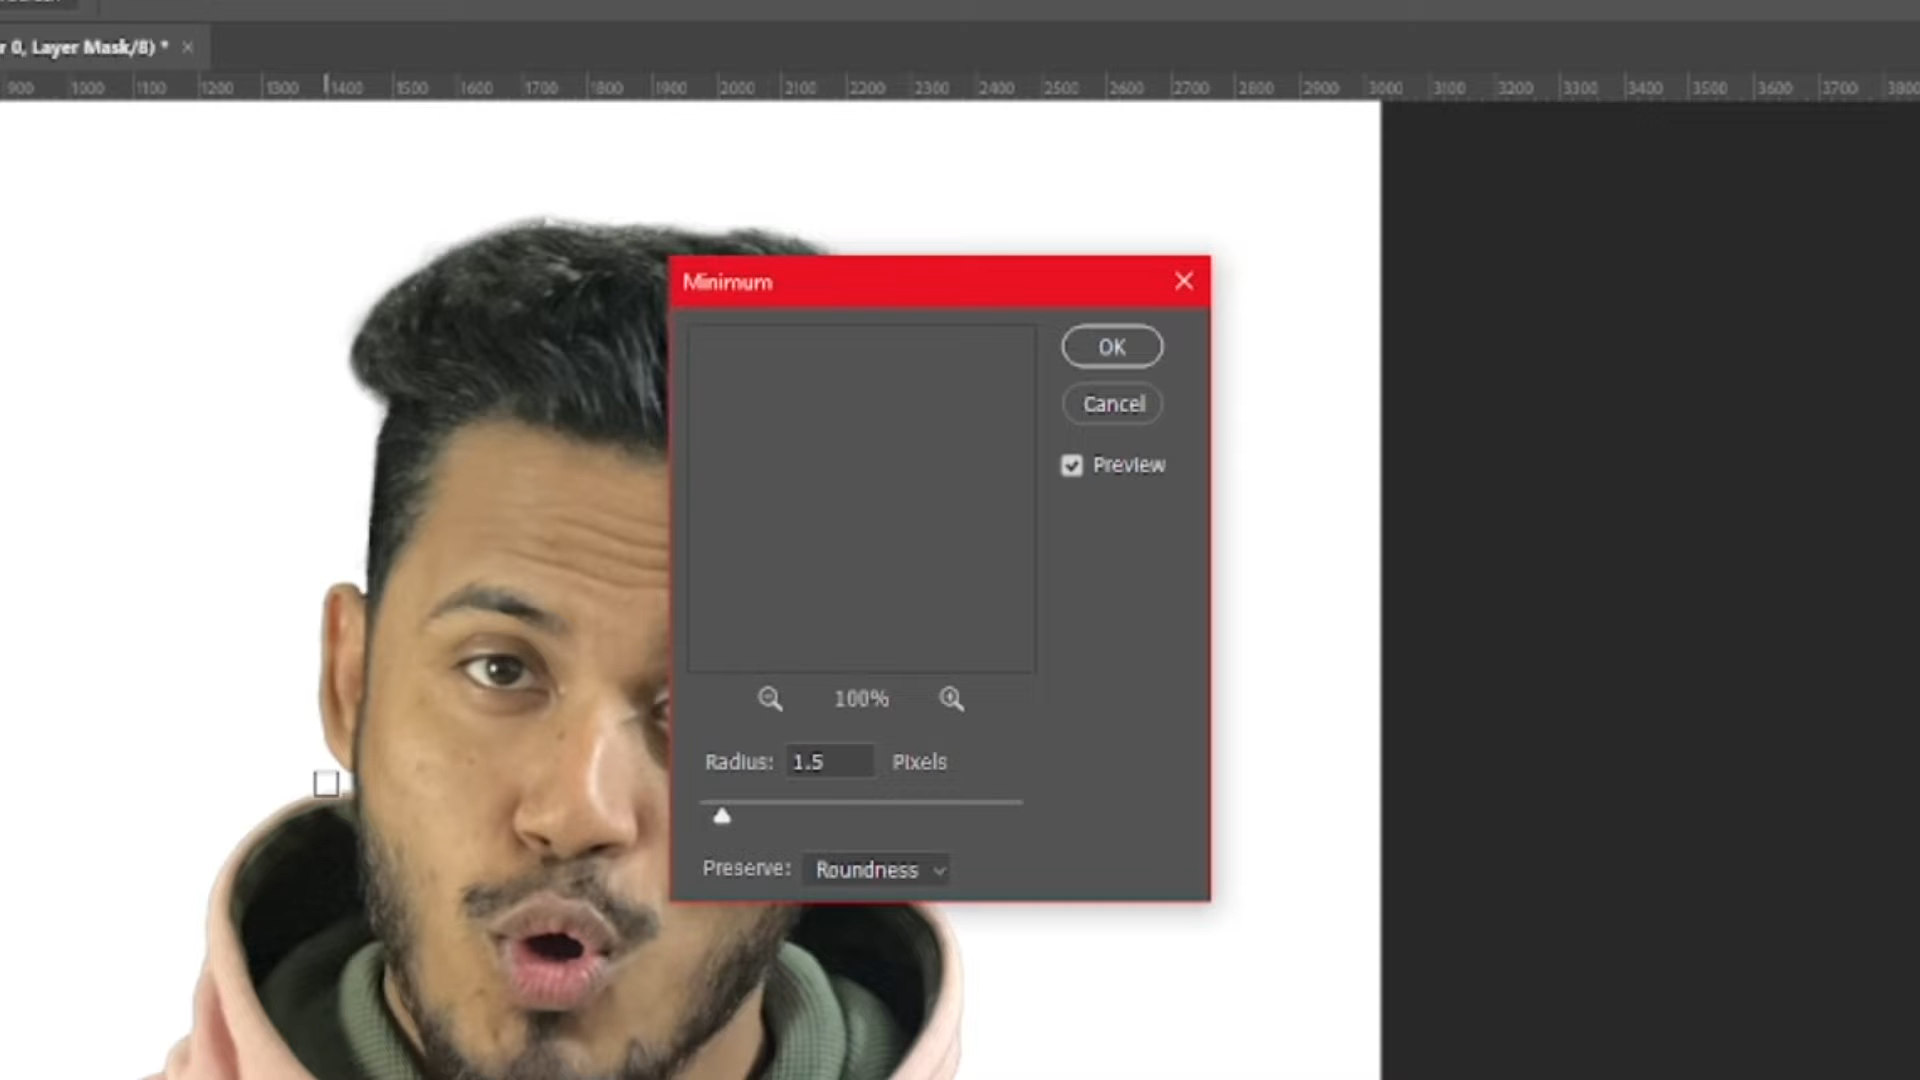 r 0, Layer Mask/8) * ×
900 1000 1100 1200 1300 1400 1500 1600 1700 1800 1900 2000 2100 2200 2300 2400 2500 2600 2700 2800 2900 3000 3100 3200 3300 3400 3500 3600 3700 3800
Minimum
OK
Cancel
Preview
100%
Radius: 1.5 Pixels
Preserve: Roundness